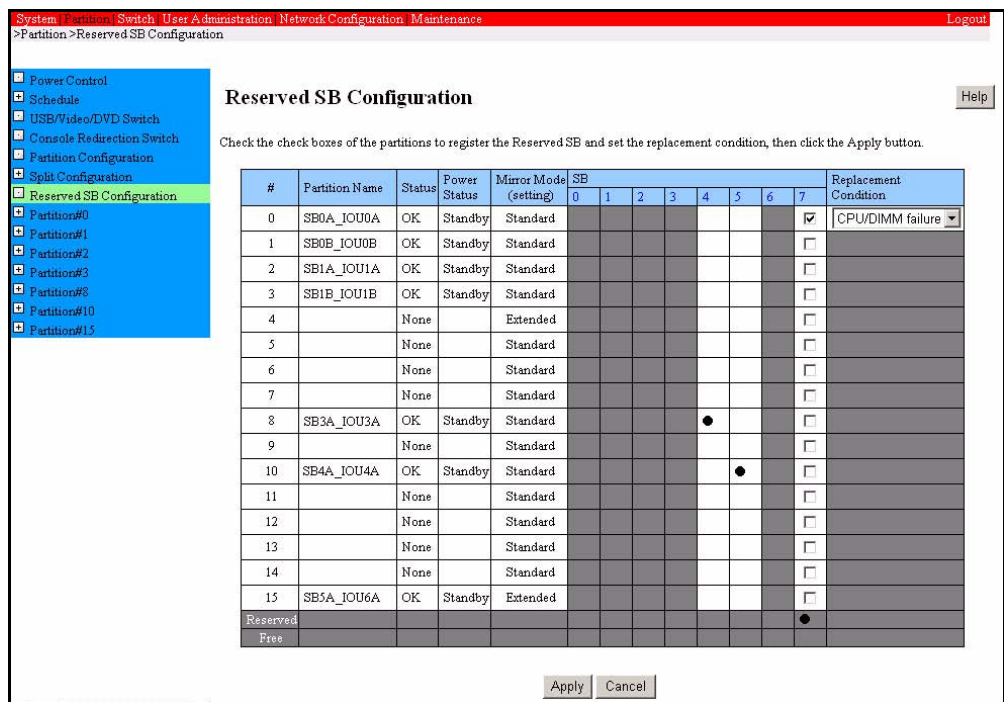 System | Partition | Switch | User Administration | Network Configuration | Maintenance Logout
>Partition >Reserved SB Configuration
Power Control
Schedule
USB/Video/DVD Switch
Console Redirection Switch
Partition Configuration
Split Configuration
Reserved SB Configuration
Partition#0
Partition#1
Partition#2
Partition#3
Partition#8
Partition#10
Partition#15
Reserved SB Configuration
Help
Check the check boxes of the partitions to register the Reserved SB and set the replacement condition, then click the Apply button.
# Partition Name Status Power Status Mirror Mode (setting) SB 0 1 2 3 4 5 6 7 Replacement Condition
0 SB0A_IOU0A OK Standby Standard CPU/DIMM failure
1 SB0B_IOU0B OK Standby Standard
2 SB1A_IOU1A OK Standby Standard
3 SB1B_IOU1B OK Standby Standard
4 None Extended
5 None Standard
6 None Standard
7 None Standard
8 SB3A_IOU3A OK Standby Standard ●
9 None Standard
10 SB4A_IOU4A OK Standby Standard ●
11 None Standard
12 None Standard
13 None Standard
14 None Standard
15 SB5A_IOU6A OK Standby Extended
Reserved ●
Free
Apply Cancel